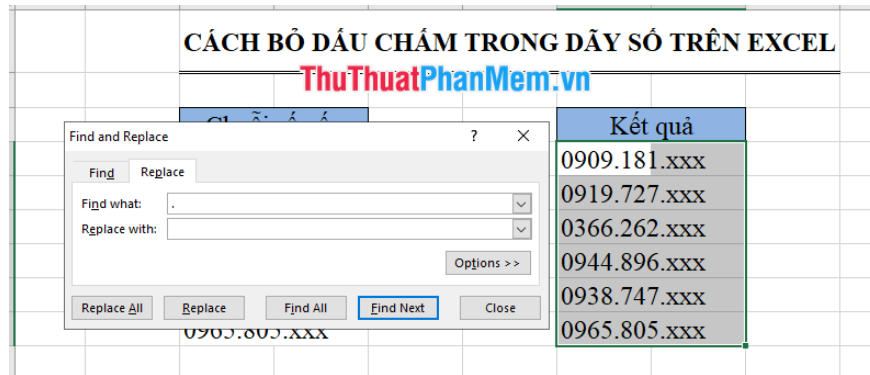 CÁCH BỎ DẤU CHẤM TRONG DÃY SỐ TRÊN EXCEL
ThuThuatPhanMem.vn
Kết quả
Find and Replace ? ×
0909.181.xxx
Find Replace
Find what: .
0919.727.xxx
Replace with:
0366.262.xxx
Options >>
0944.896.xxx
Replace All Replace Find All Find Next Close
0938.747.xxx
0965.805.xxx 0965.805.xxx